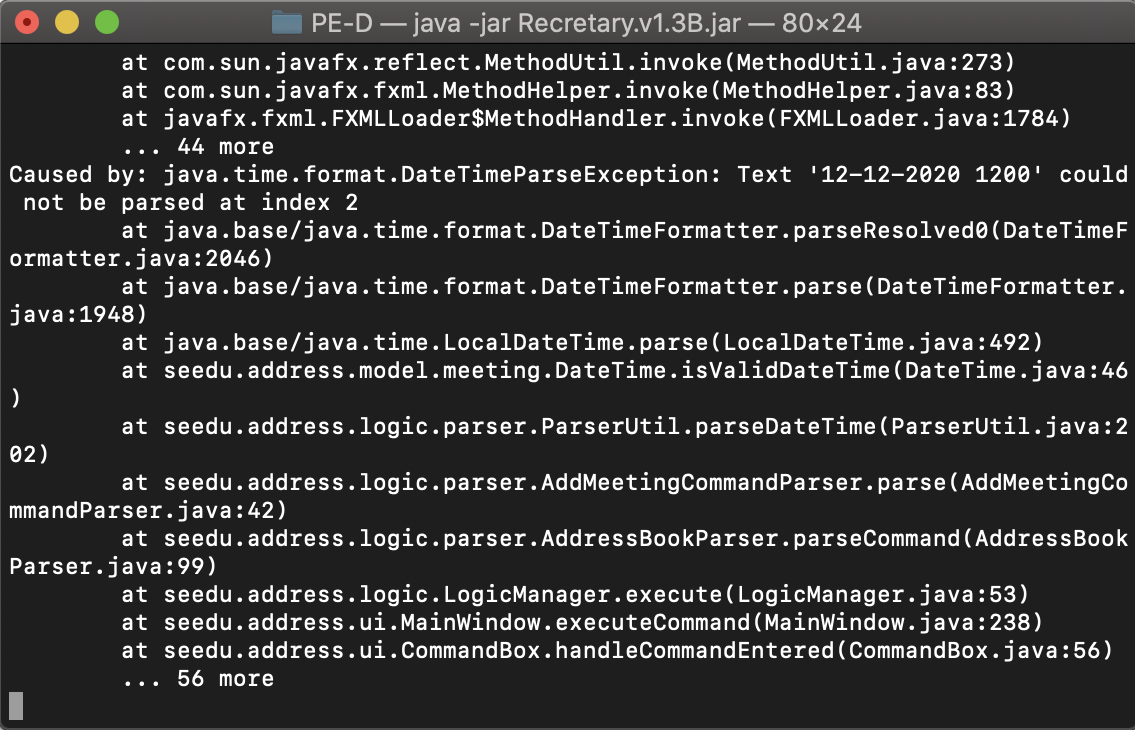 PE-D — java -jar Recretary.v1.3B.jar — 80×24
at com.sun.javafx.reflect.MethodUtil.invoke(MethodUtil.java:273)
at com.sun.javafx.fxml.MethodHelper.invoke(MethodHelper.java:83)
at javafx.fxml.FXMLLoader$MethodHandler.invoke(FXMLLoader.java:1784)
... 44 more
Caused by: java.time.format.DateTimeParseException: Text '12-12-2020 1200' could
not be parsed at index 2
at java.base/java.time.format.DateTimeFormatter.parseResolved0(DateTimeF
ormatter.java:2046)
at java.base/java.time.format.DateTimeFormatter.parse(DateTimeFormatter.
java:1948)
at java.base/java.time.LocalDateTime.parse(LocalDateTime.java:492)
at seedu.address.model.meeting.DateTime.isValidDateTime(DateTime.java:46
)
at seedu.address.logic.parser.ParserUtil.parseDateTime(ParserUtil.java:2
02)
at seedu.address.logic.parser.AddMeetingCommandParser.parse(AddMeetingCo
mmandParser.java:42)
at seedu.address.logic.parser.AddressBookParser.parseCommand(AddressBook
Parser.java:99)
at seedu.address.logic.LogicManager.execute(LogicManager.java:53)
at seedu.address.ui.MainWindow.executeCommand(MainWindow.java:238)
at seedu.address.ui.CommandBox.handleCommandEntered(CommandBox.java:56)
... 56 more